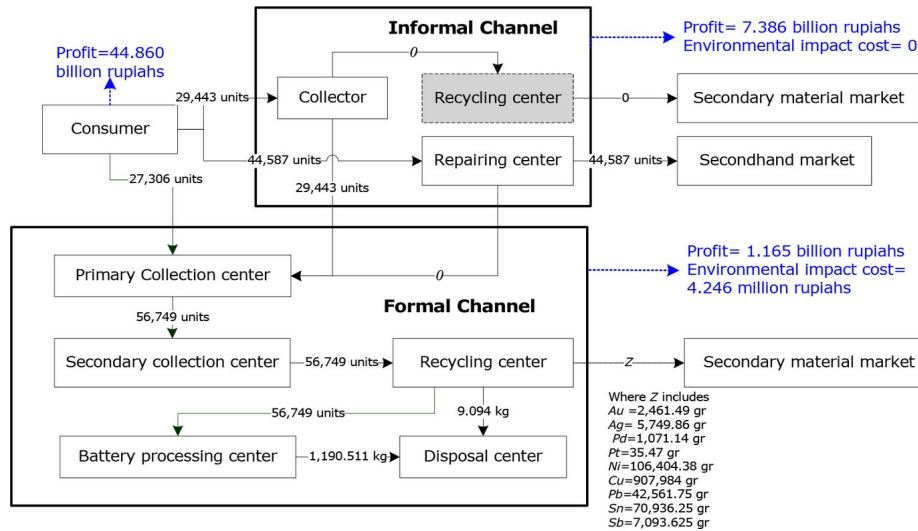 Informal Channel
Profit=44.860
billion rupiahs
Profit= 7.386 billion rupiahs
Environmental impact cost= 0
0
29,443 units
Collector
Recycling center
0
Secondary material market
Consumer
44,587 units
Repairing center
44,587 units
Secondhand market
27,306 units
29,443 units
Primary Collection center
0
Profit= 1.165 billion rupiahs
Environmental impact cost=
4.246 million rupiahs
Formal Channel
56,749 units
Secondary collection center
56,749 units
Recycling center
Z
Secondary material market
56,749 units
9.094 kg
Battery processing center
1,190.511 kg
Disposal center
Where Z includes
Au =2,461.49 gr
Ag= 5,749.86 gr
Pd=1,071.14 gr
Pt=35.47 gr
Ni=106,404.38 gr
Cu=907,984 gr
Pb=42,561.75 gr
Sn=70,936.25 gr
Sb=7,093.625 gr